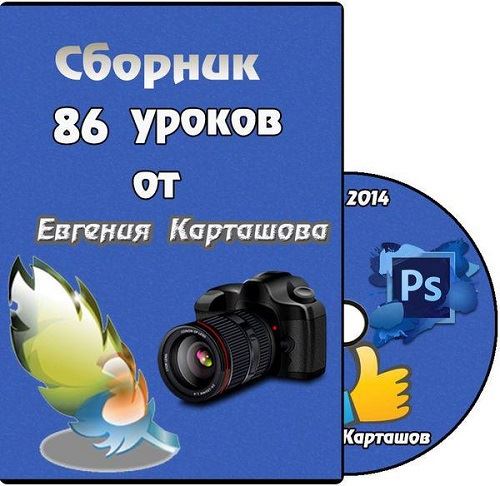 Сборник
86 уроков
от
Евгения Карташова
2014
Ps
Карташов